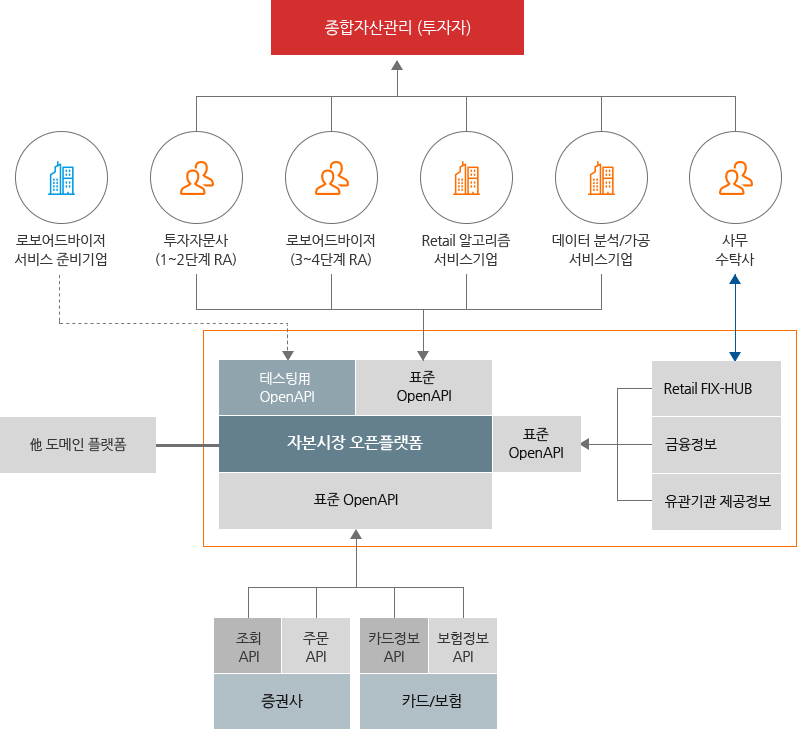 종합자산관리 (투자자)
로보어드바이저
서비스 준비기업
투자자문사
(1~2단계 RA)
로보어드바이저
(3~4단계 RA)
Retail 알고리즘
서비스기업
데이터 분석/가공
서비스기업
사무
수탁사
테스팅用
OpenAPI
표준
OpenAPI
Retail FIX-HUB
他 도메인 플랫폼
자본시장 오픈플랫폼
표준
OpenAPI
금융정보
표준 OpenAPI
유관기관 제공정보
조회
API
주문
API
카드정보
API
보험정보
API
증권사
카드/보험